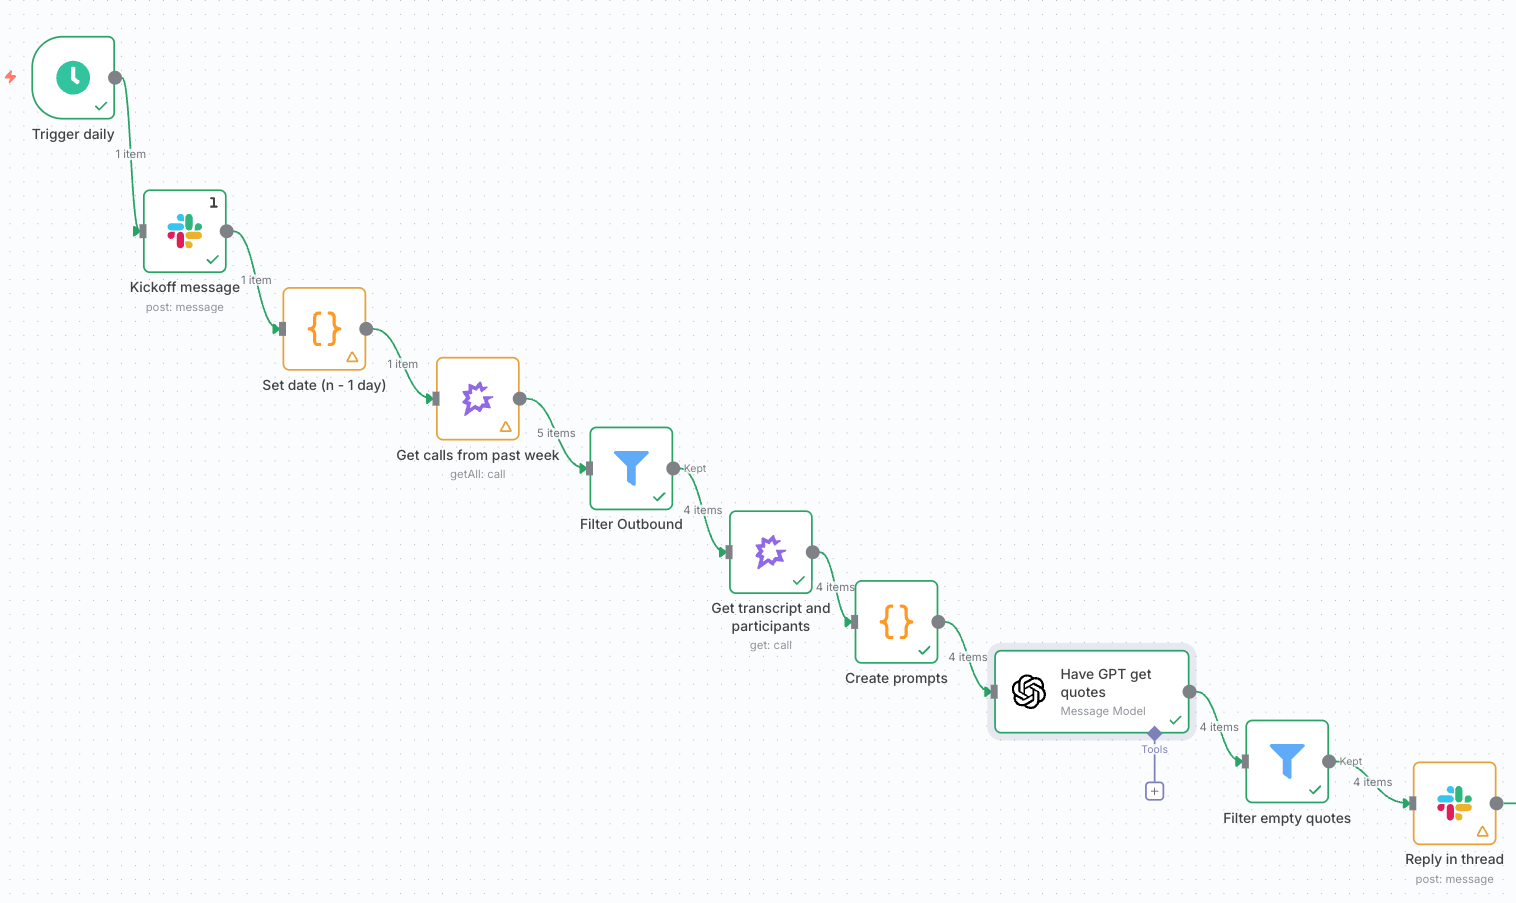 Trigger daily
1 item
1
Kickoff message
post: message
1 item
Set date (n - 1 day)
1 item
Get calls from past week
getAll: call
5 items
Filter Outbound
Kept
4 items
Get transcript and
participants
get: call
4 items
Create prompts
4 items
Have GPT get
quotes
Message Model
Tools
4 items
Filter empty quotes
Kept
4 items
Reply in thread
post: message